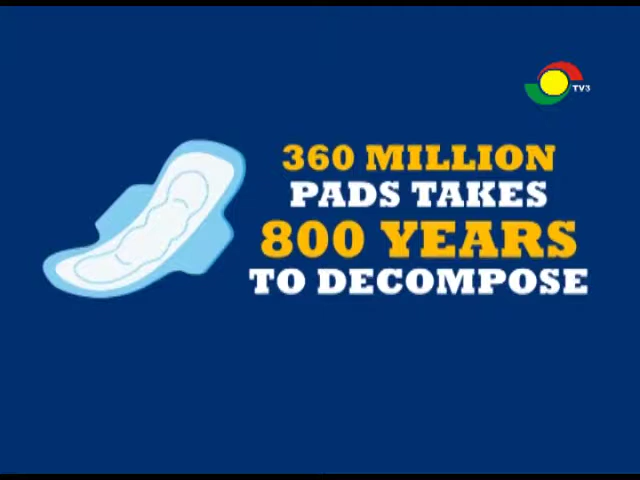 TV3
360 MILLION
PADS TAKES
800 YEARS
TO DECOMPOSE